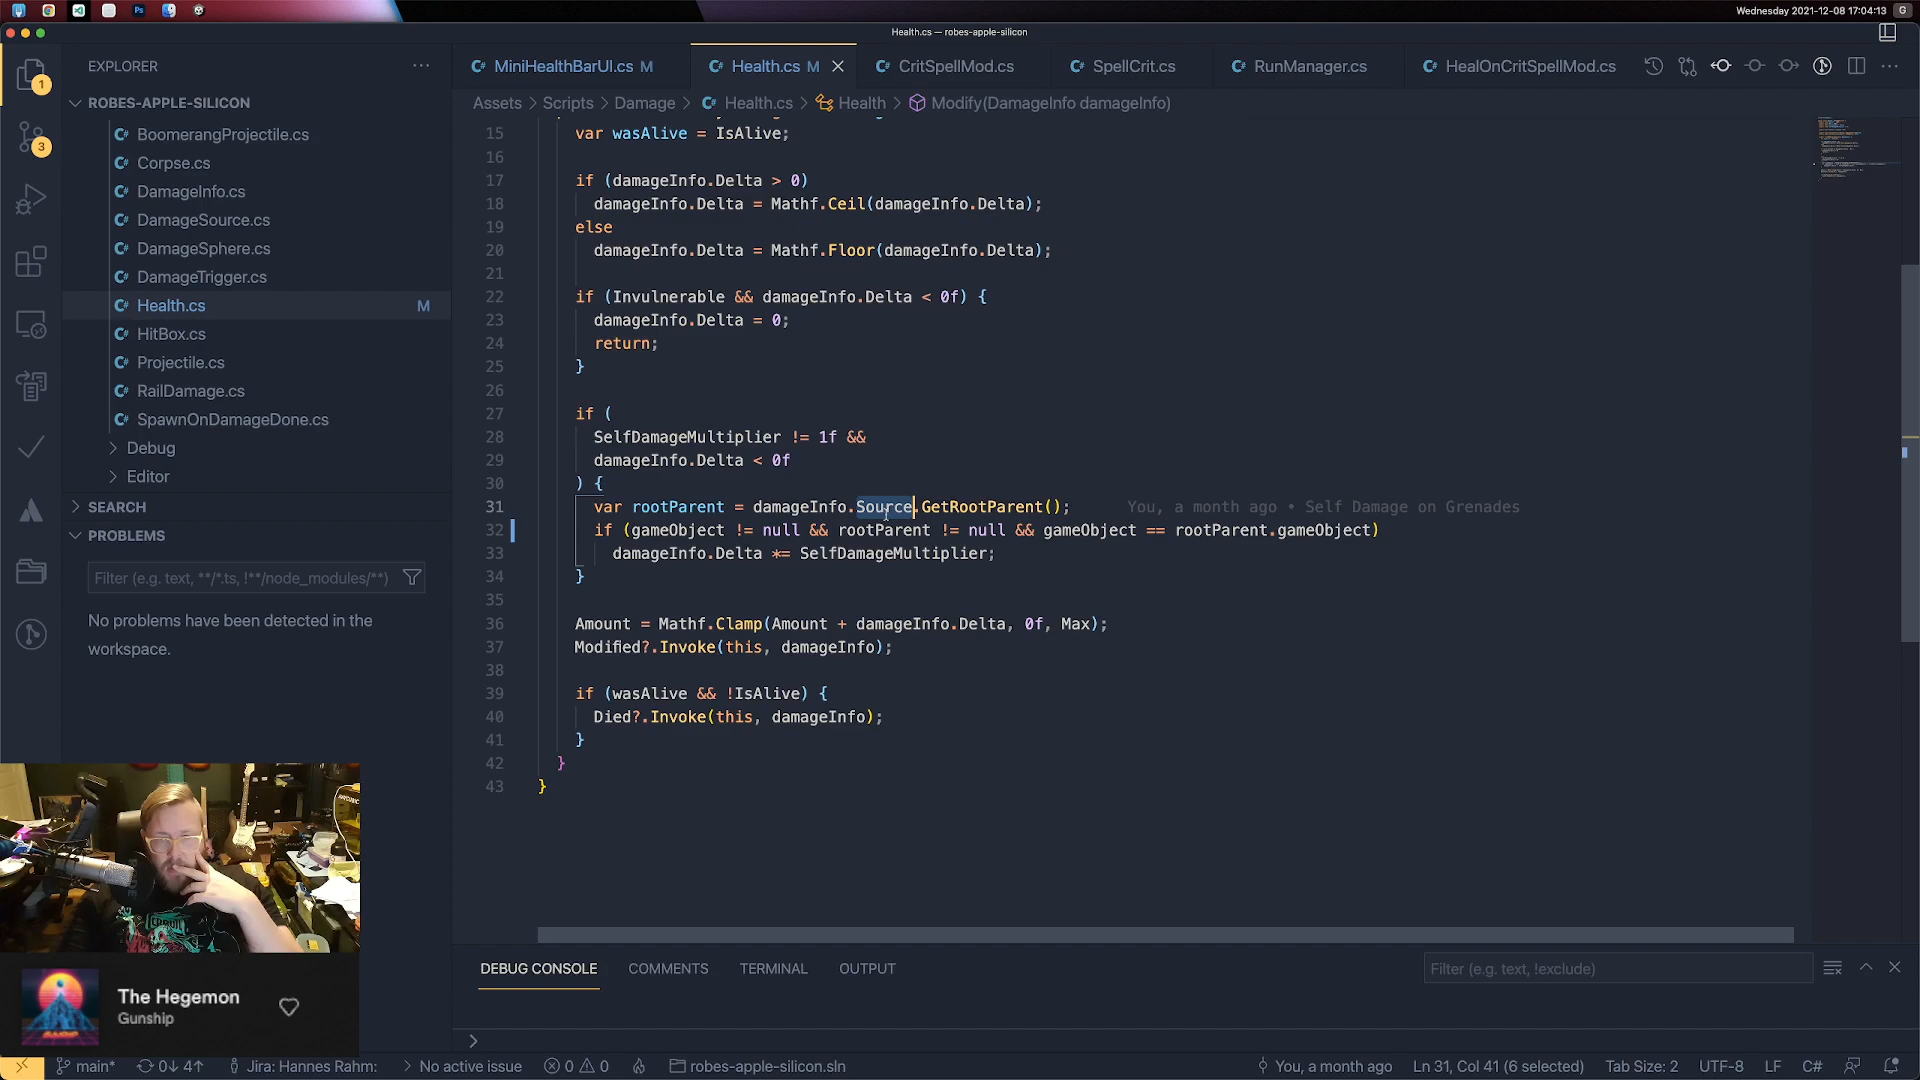 Wednesday 2021-12-08 17:04:13 G
Health.cs — robes-apple-silicon
EXPLORER
MiniHealthBarUI.cs M
Health.cs M
CritSpellMod.cs
SpellCrit.cs
RunManager.cs
HealOnCritSpellMod.cs
Assets > Scripts > Damage > Health.cs > Health > Modify(DamageInfo damageInfo)
1
3
ROBES-APPLE-SILICON
BoomerangProjectile.cs
Corpse.cs
DamageInfo.cs
DamageSource.cs
DamageSphere.cs
DamageTrigger.cs
Health.cs M
HitBox.cs
Projectile.cs
RailDamage.cs
SpawnOnDamageDone.cs
Debug
Editor
SEARCH
PROBLEMS
Filter (e.g. text, **/*.ts, !**/node_modules/**)
No problems have been detected in the
workspace.
15 var wasAlive = IsAlive;
16
17 if (damageInfo.Delta > 0)
18 damageInfo.Delta = Mathf.Ceil(damageInfo.Delta);
19 else
20 damageInfo.Delta = Mathf.Floor(damageInfo.Delta);
21
22 if (Invulnerable && damageInfo.Delta < 0f) {
23 damageInfo.Delta = 0;
24 return;
25 }
26
27 if (
28 SelfDamageMultiplier != 1f &&
29 damageInfo.Delta < 0f
30 ) {
31 var rootParent = damageInfo.Source.GetRootParent(); You, a month ago • Self Damage on Grenades
32 if (gameObject != null && rootParent != null && gameObject == rootParent.gameObject)
33 damageInfo.Delta *= SelfDamageMultiplier;
34 }
35
36 Amount = Mathf.Clamp(Amount + damageInfo.Delta, 0f, Max);
37 Modified?.Invoke(this, damageInfo);
38
39 if (wasAlive && !IsAlive) {
40 Died?.Invoke(this, damageInfo);
41 }
42 }
43 }
The Hegemon
Gunship
DEBUG CONSOLE COMMENTS TERMINAL OUTPUT
Filter (e.g. text, !exclude)
main* 0↓ 4↑ Jira: Hannes Rahm: No active issue 0 0 robes-apple-silicon.sln You, a month ago Ln 31, Col 41 (6 selected) Tab Size: 2 UTF-8 LF C#